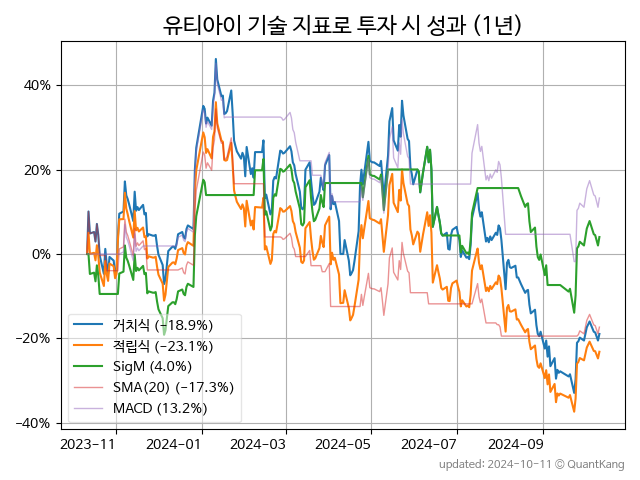 유티아이 기술 지표로 투자 시 성과 (1년)
40%
20%
0%
−20%
−40%
거치식 (−18.9%)
적립식 (−23.1%)
SigM (4.0%)
SMA(20) (−17.3%)
MACD (13.2%)
2023-11
2024-01
2024-03
2024-05
2024-07
2024-09
updated: 2024-10-11 © QuantKang